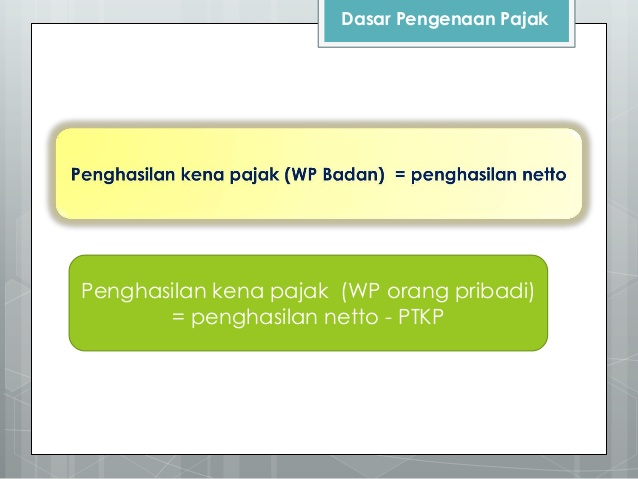 Dasar Pengenaan Pajak
Penghasilan kena pajak (WP Badan) = penghasilan netto
Penghasilan kena pajak (WP orang pribadi)
= penghasilan netto - PTKP